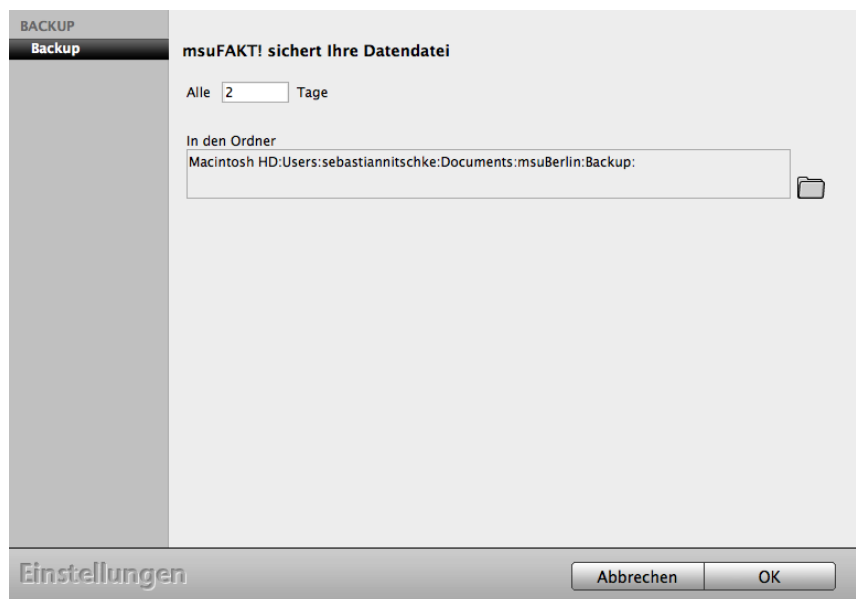 BACKUP
Backup
msuFAKT! sichert Ihre Datendatei
Alle 2 Tage
In den Ordner
Macintosh HD:Users:sebastiannitschke:Documents:msuBerlin:Backup:
Einstellungen
Abbrechen OK